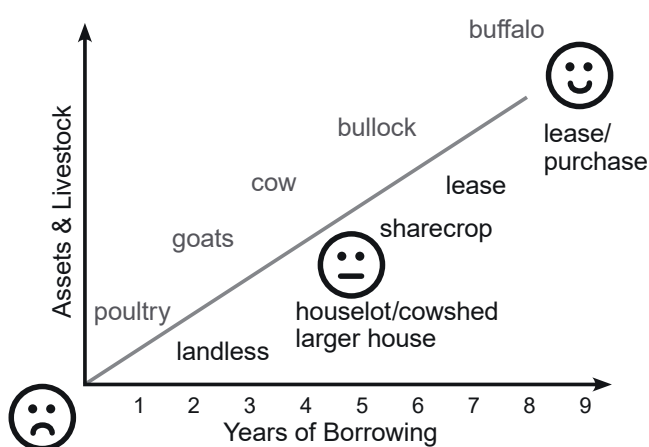 buffalo
lease/
purchase
bullock
lease
cow
sharecrop
goats
houselot/cowshed
larger house
poultry
landless
Assets & Livestock
1 2 3 4 5 6 7 8 9
Years of Borrowing